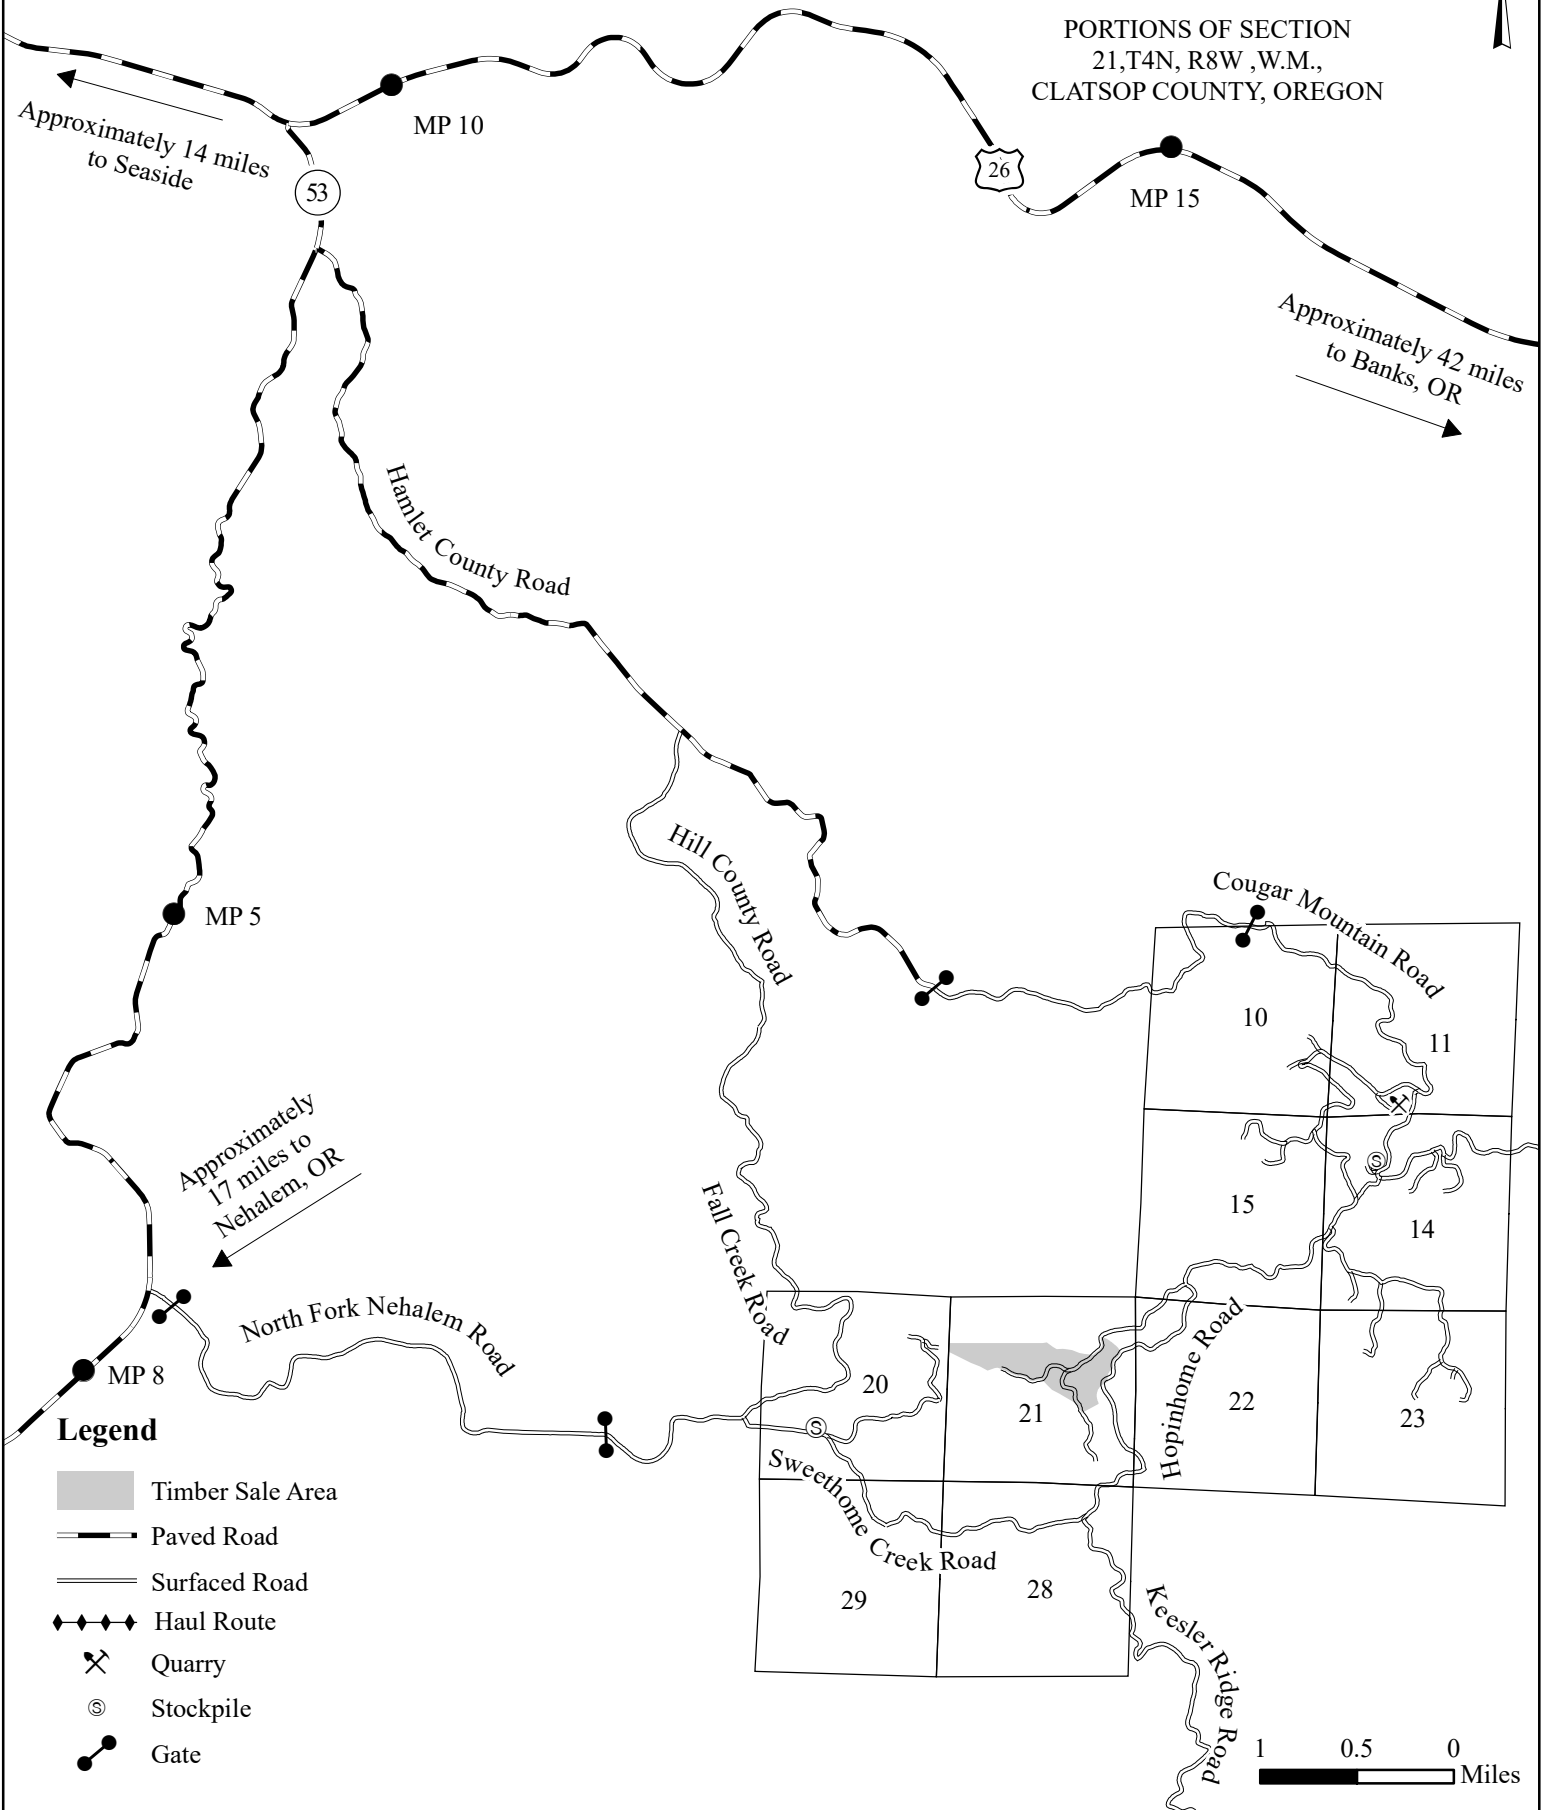 PORTIONS OF SECTION
21,T4N, R8W ,W.M.,
CLATSOP COUNTY, OREGON
Approximately 14 miles
to Seaside
MP 10
53
26
MP 15
Approximately 42 miles
to Banks, OR
Hamlet County Road
Hill County Road
MP 5
Cougar Mountain Road
10
11
Approximately
17 miles to
Nehalem, OR
Fall Creek Road
15
14
S
North Fork Nehalem Road
Hopinhome Road
MP 8
20
21
22
23
S
Sweethome
Creek Road
29
28
Keesler Ridge Road
Legend
Timber Sale Area
Paved Road
Surfaced Road
Haul Route
Quarry
S Stockpile
Gate
1 0.5 0
Miles